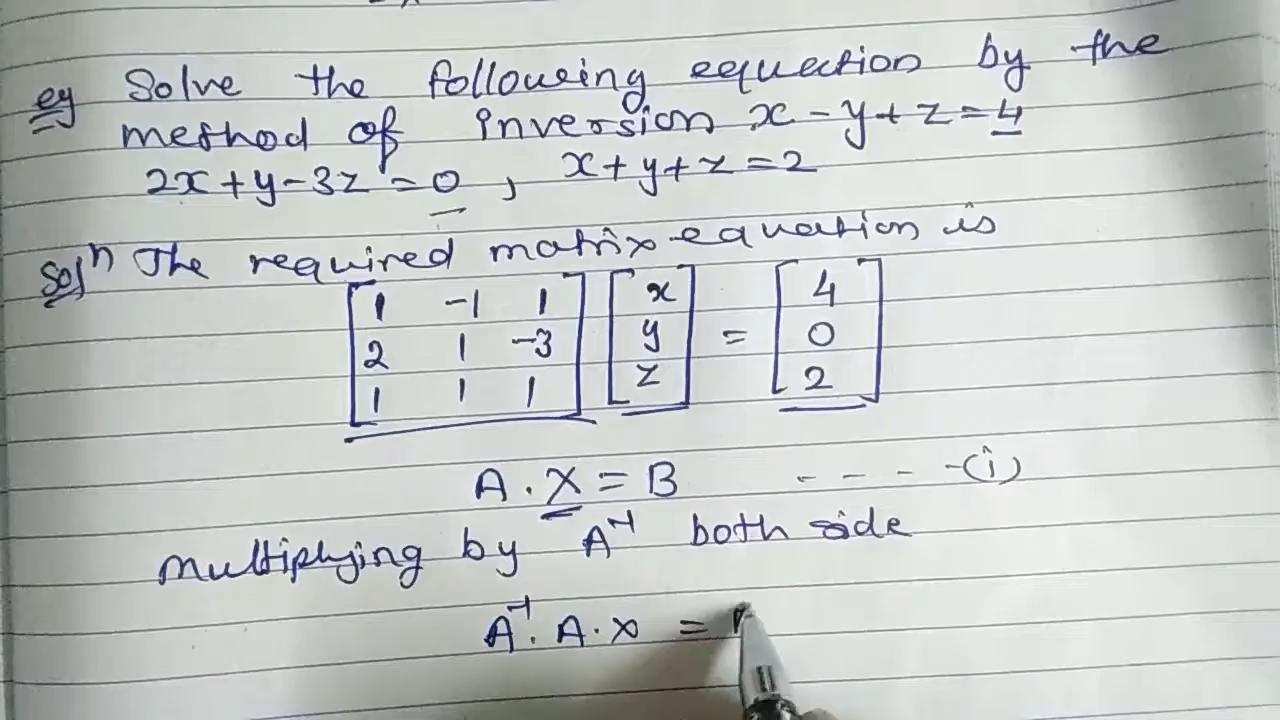 eg Solve the following equation by the
method of inversion x - y + z = 4
2x + y - 3z = 0 , x + y + z = 2
Solⁿ The required matrix equation is
[1 -1 1] [x] = [4]
[2 1 -3] [y] = [0]
[1 1 1] [z] = [2]
A . X = B - - - - (i)
Multiplying by A⁻¹ both side
A⁻¹ . A . X =